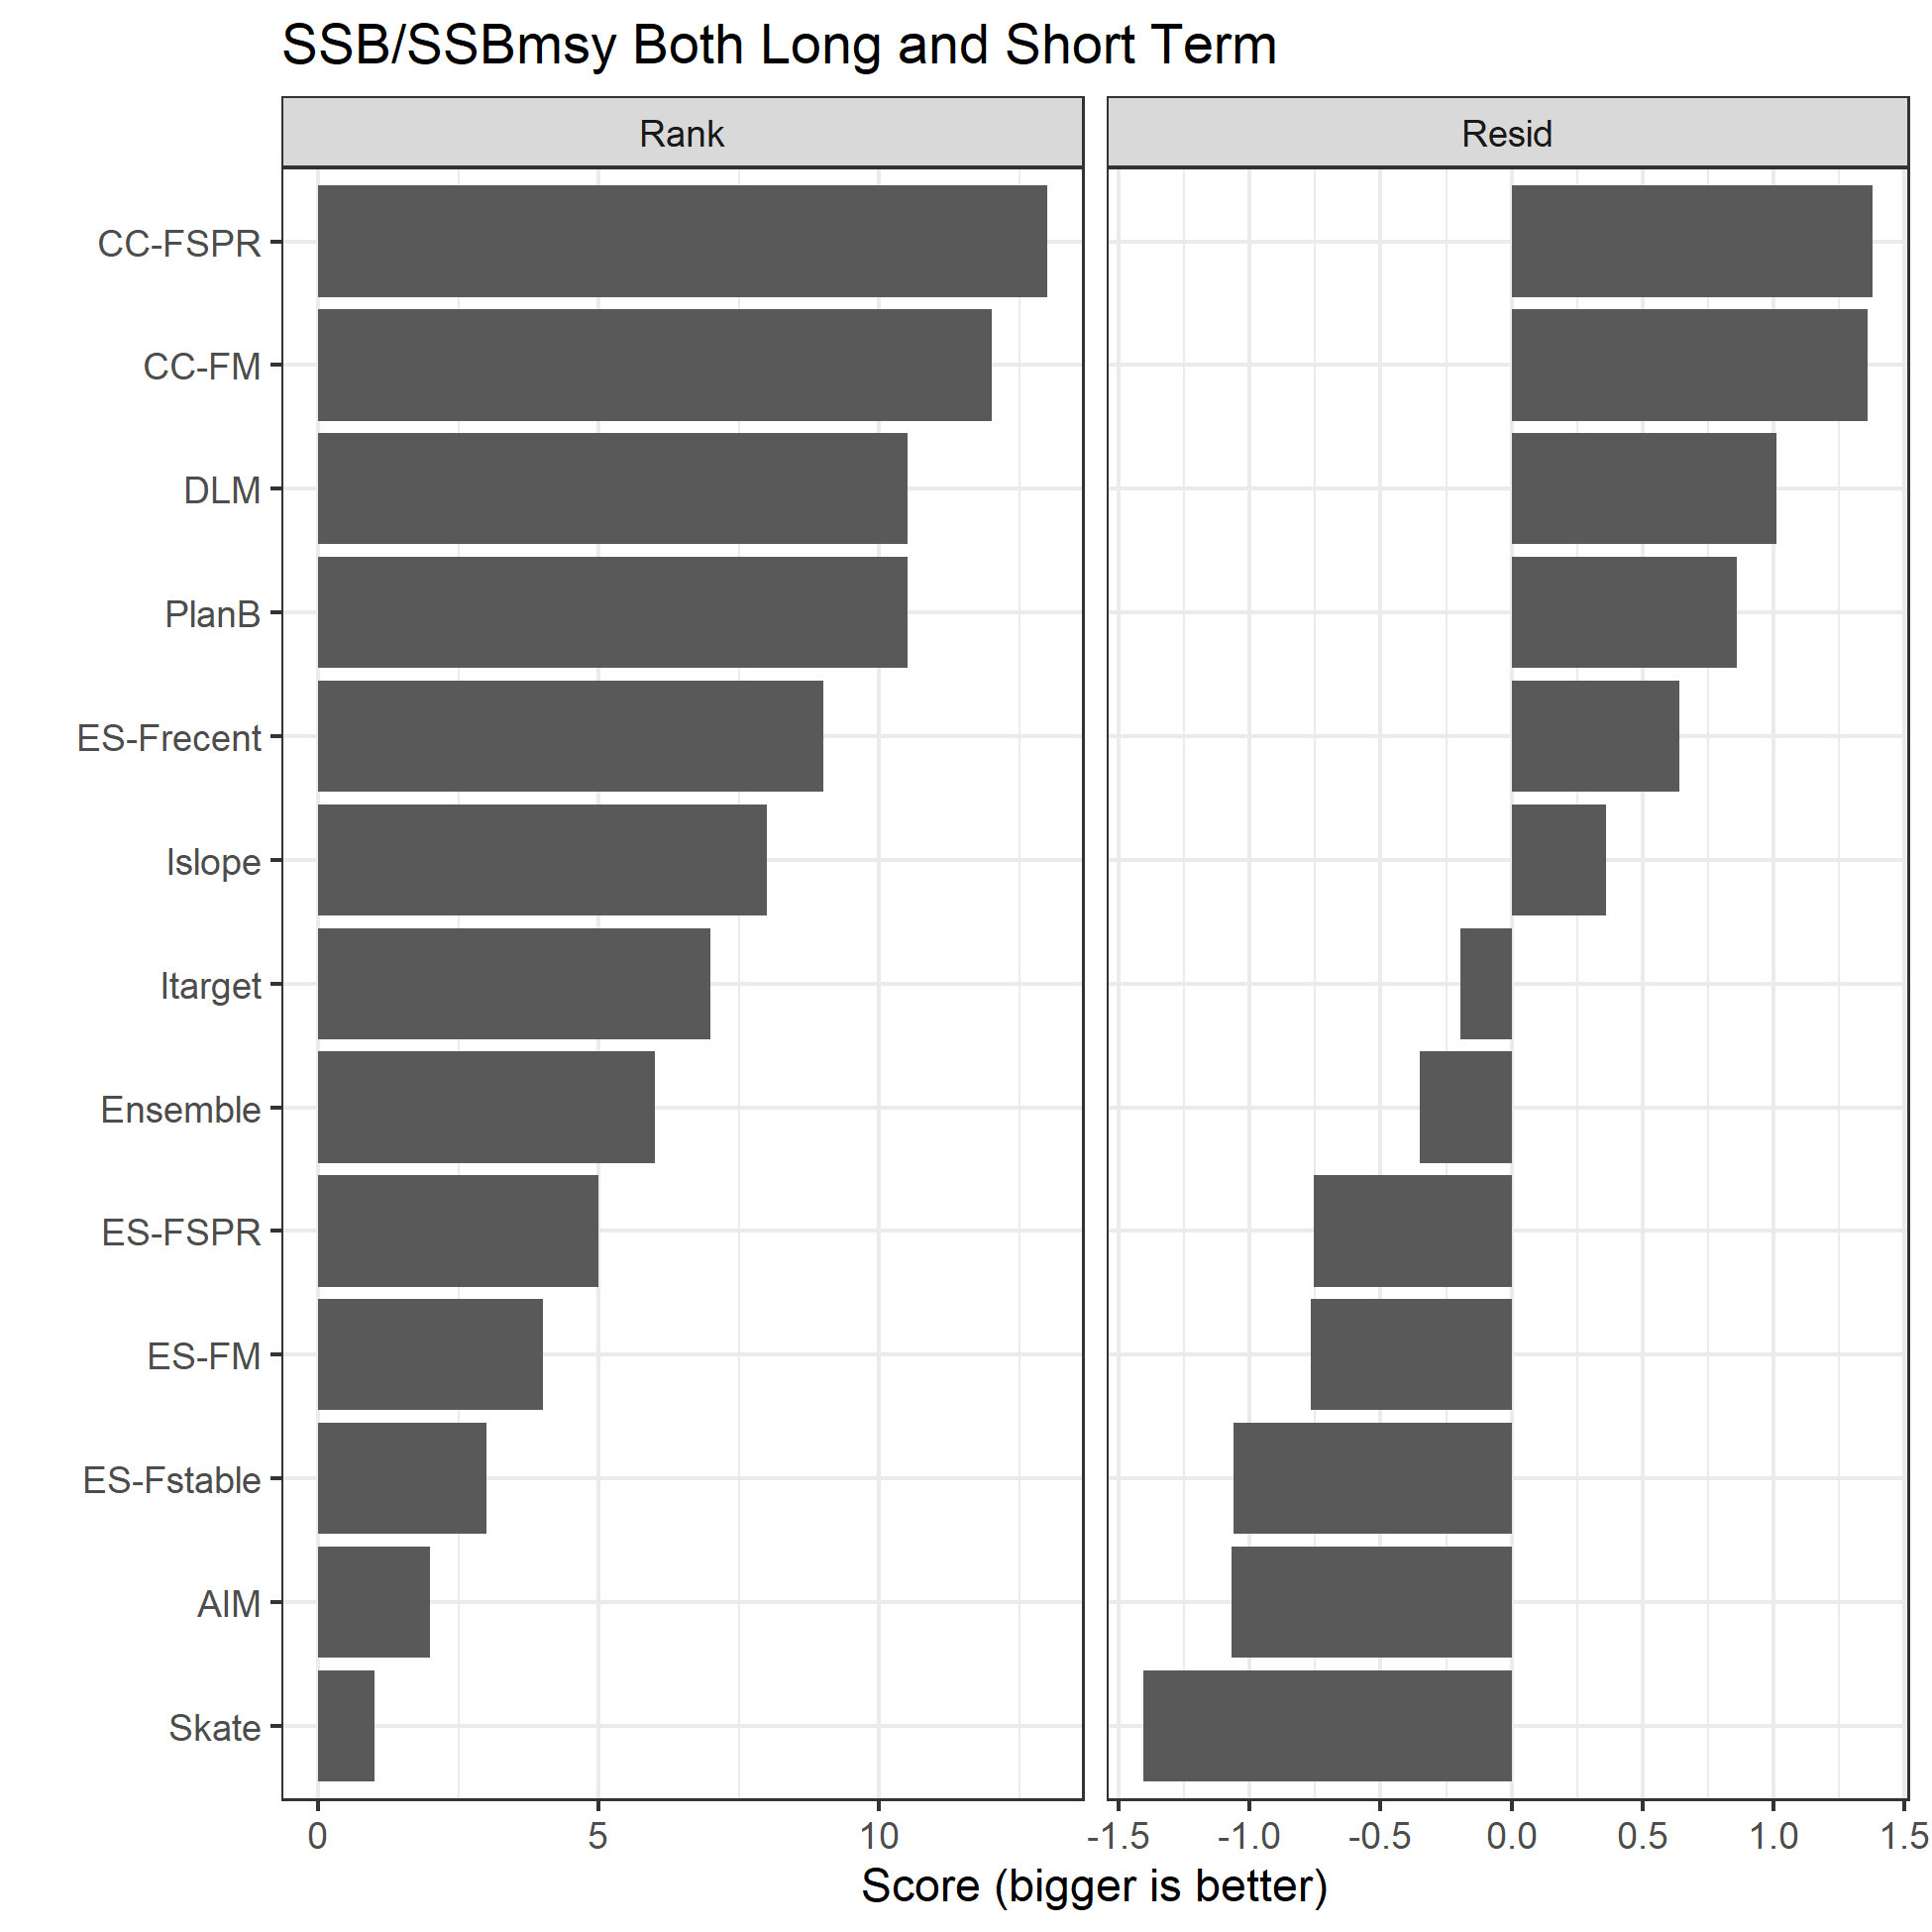 SSB/SSBmsy Both Long and Short Term
Rank
Resid
CC-FSPR
CC-FM
DLM
PlanB
ES-Frecent
Islope
Itarget
Ensemble
ES-FSPR
ES-FM
ES-Fstable
AIM
Skate
0 5 10
-1.5 -1.0 -0.5 0.0 0.5 1.0 1.5
Score (bigger is better)